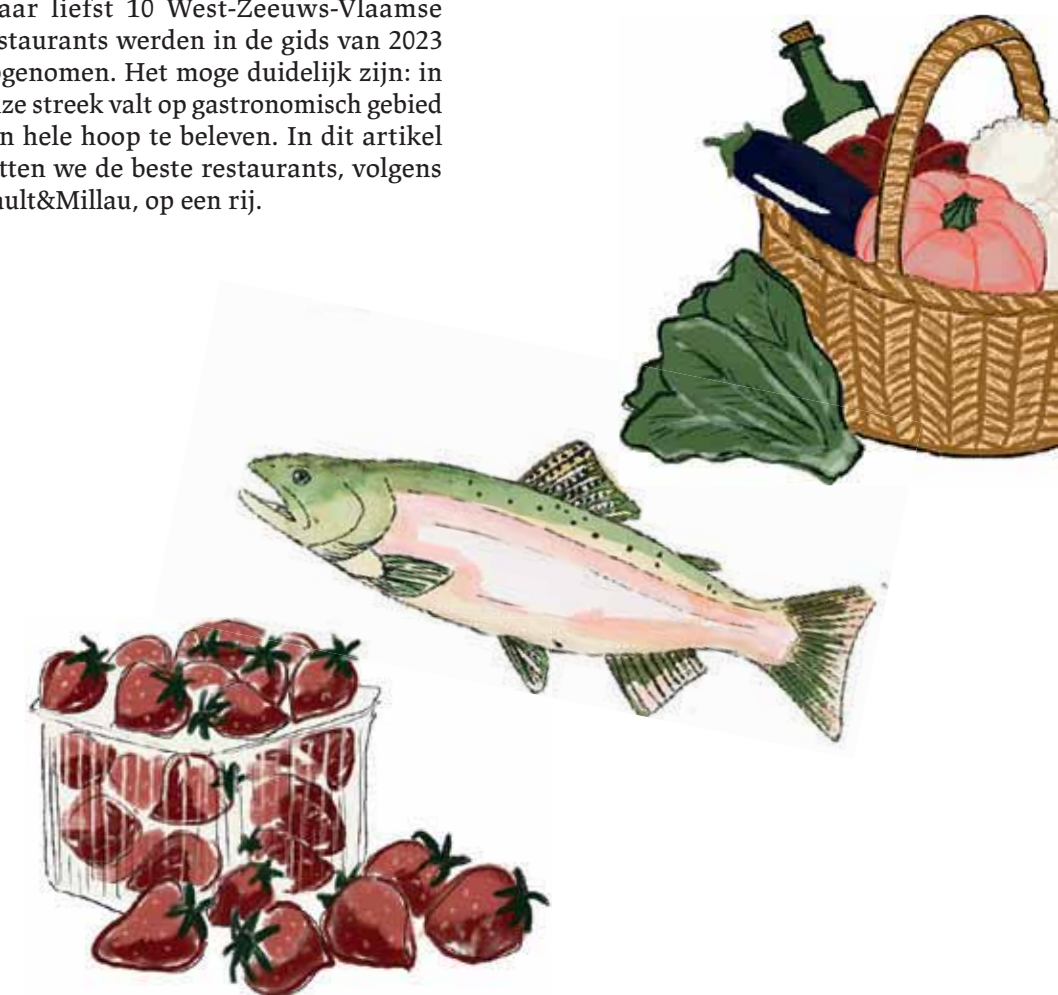 aar liefst 10 West-Zeeuws-Vlaamse
staurants werden in de gids van 2023
genomen. Het moge duidelijk zijn: in
ze streek valt op gastronomisch gebied
n hele hoop te beleven. In dit artikel
tten we de beste restaurants, volgens
ault&Millau, op een rij.